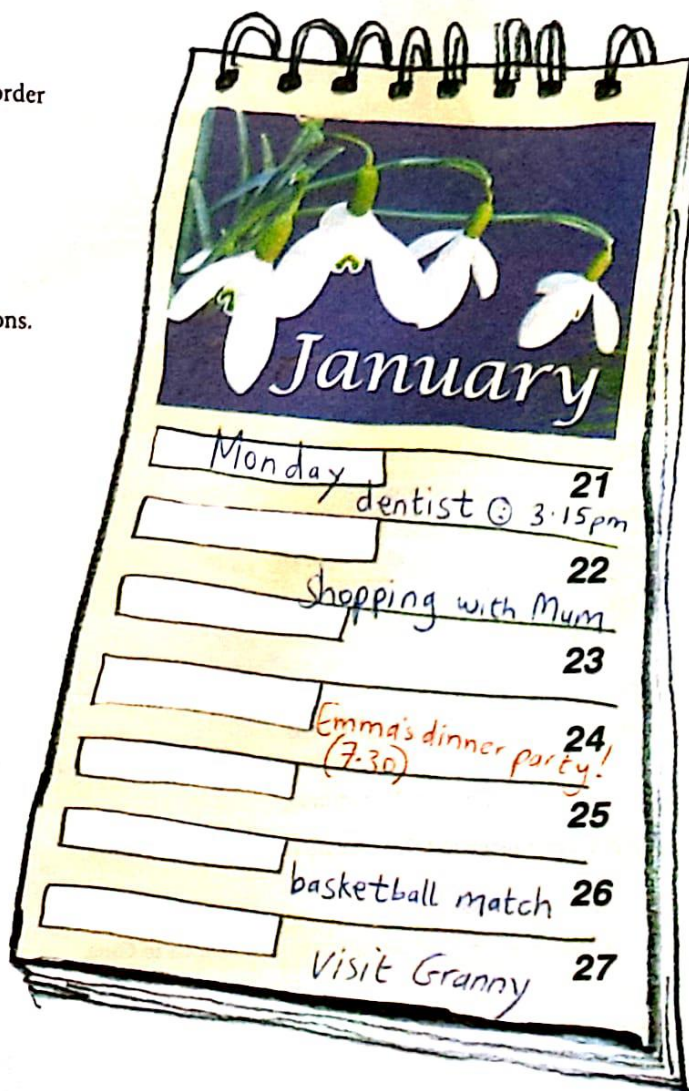 order
ons.
January
Monday
21
dentist @ 3.15pm
22
Shopping with Mum
23
24
Emma's dinner party!
(7.30)
25
basketball match 26
Visit Granny 27